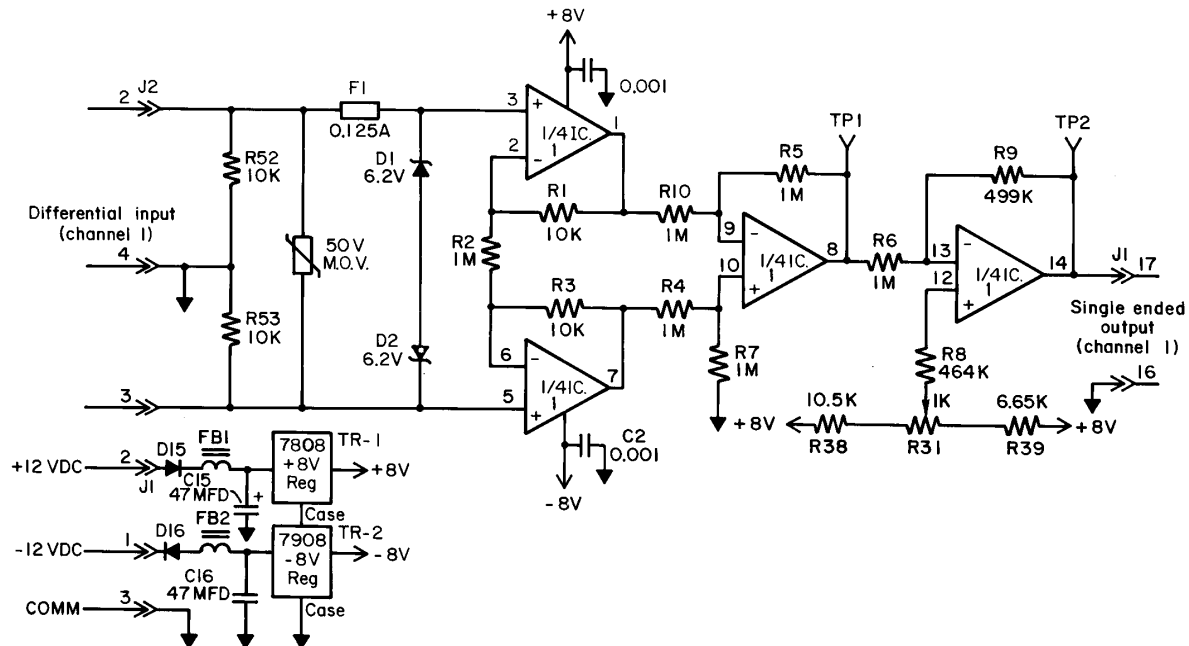 +8V
J2
2
F1
0.125A
0.001
3
+
1
1/4 IC.
1
2
-
TP1
TP2
R52
10K
D1
6.2V
R5
1M
R9
499K
R1
10K
R10
1M
Differential input
(channel 1)
4
R2
1M
50V
M.O.V.
9
-
8
1/4 IC.
1
10
+
R6
1M
13
-
14
1/4 IC.
1
12
+
J1
17
R53
10K
R3
10K
R4
1M
Single ended
output
(channel 1)
16
D2
6.2V
6
-
7
1/4 IC.
1
5
+
R7
1M
R8
464K
3
10.5K
1K
6.65K
+8V
R38
R31
R39
+8V
C2
0.001
-8V
+12 VDC
2
J1
D15
FB1
C15
47MFD
+
7808
+8V
Reg
TR-1
+8V
Case
-12 VDC
1
D16
FB2
C16
47MFD
7908
-8V
Reg
TR-2
-8V
Case
COMM
3